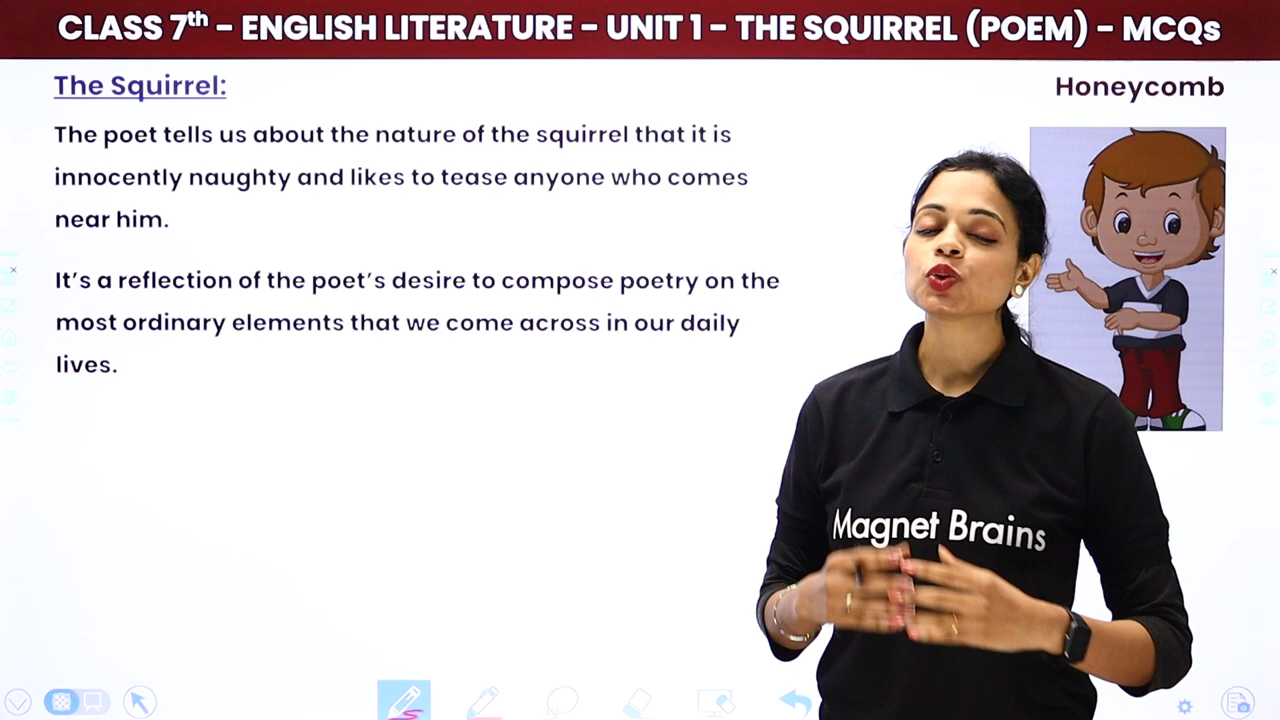 CLASS 7th – ENGLISH LITERATURE – UNIT 1 – THE SQUIRREL (POEM) – MCQs
The Squirrel:
Honeycomb
The poet tells us about the nature of the squirrel that it is
innocently naughty and likes to tease anyone who comes
near him.
It’s a reflection of the poet’s desire to compose poetry on the
most ordinary elements that we come across in our daily
lives.
Magnet Brains